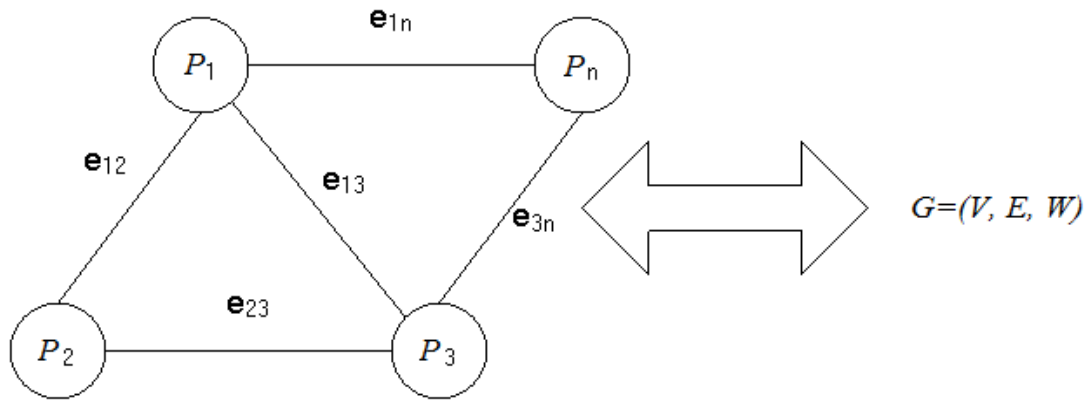 e1n
P1
Pn
e12
e13
e3n
G=(V, E, W)
e23
P2
P3